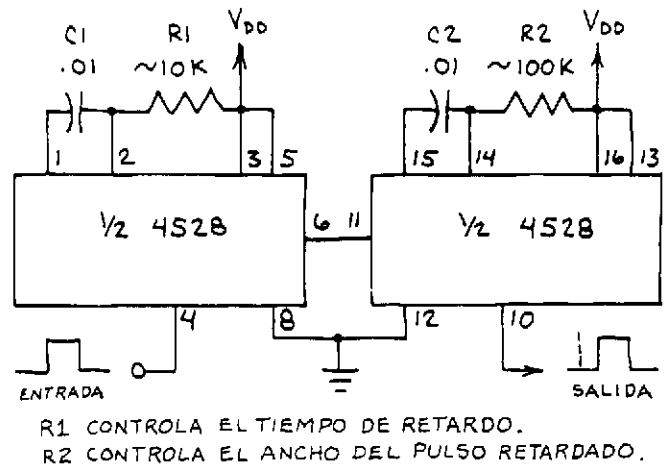 C1 R1 VDD C2 R2 VDD
.01 ~10K .01 ~100K
1 2 3 5 15 14 16 13
½ 4528 6 11 ½ 4528
4 8 12 10
ENTRADA SALIDA
R1 CONTROLA EL TIEMPO DE RETARDO.
R2 CONTROLA EL ANCHO DEL PULSO RETARDADO.